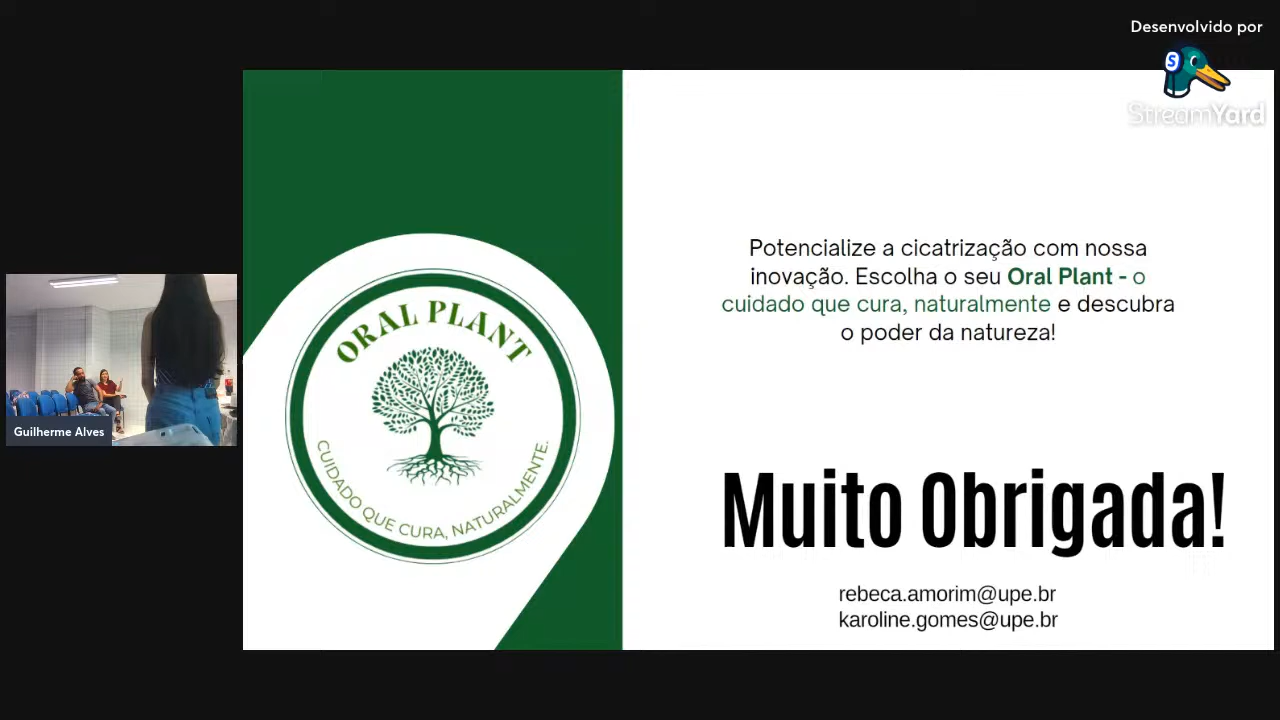 Desenvolvido por
StreamYard
ORAL PLANT
CUIDADO QUE CURA, NATURALMENTE.
Potencialize a cicatrização com nossa
inovação. Escolha o seu Oral Plant - o
cuidado que cura, naturalmente e descubra
o poder da natureza!
Muito Obrigada!
rebeca.amorim@upe.br
karoline.gomes@upe.br
Guilherme Alves